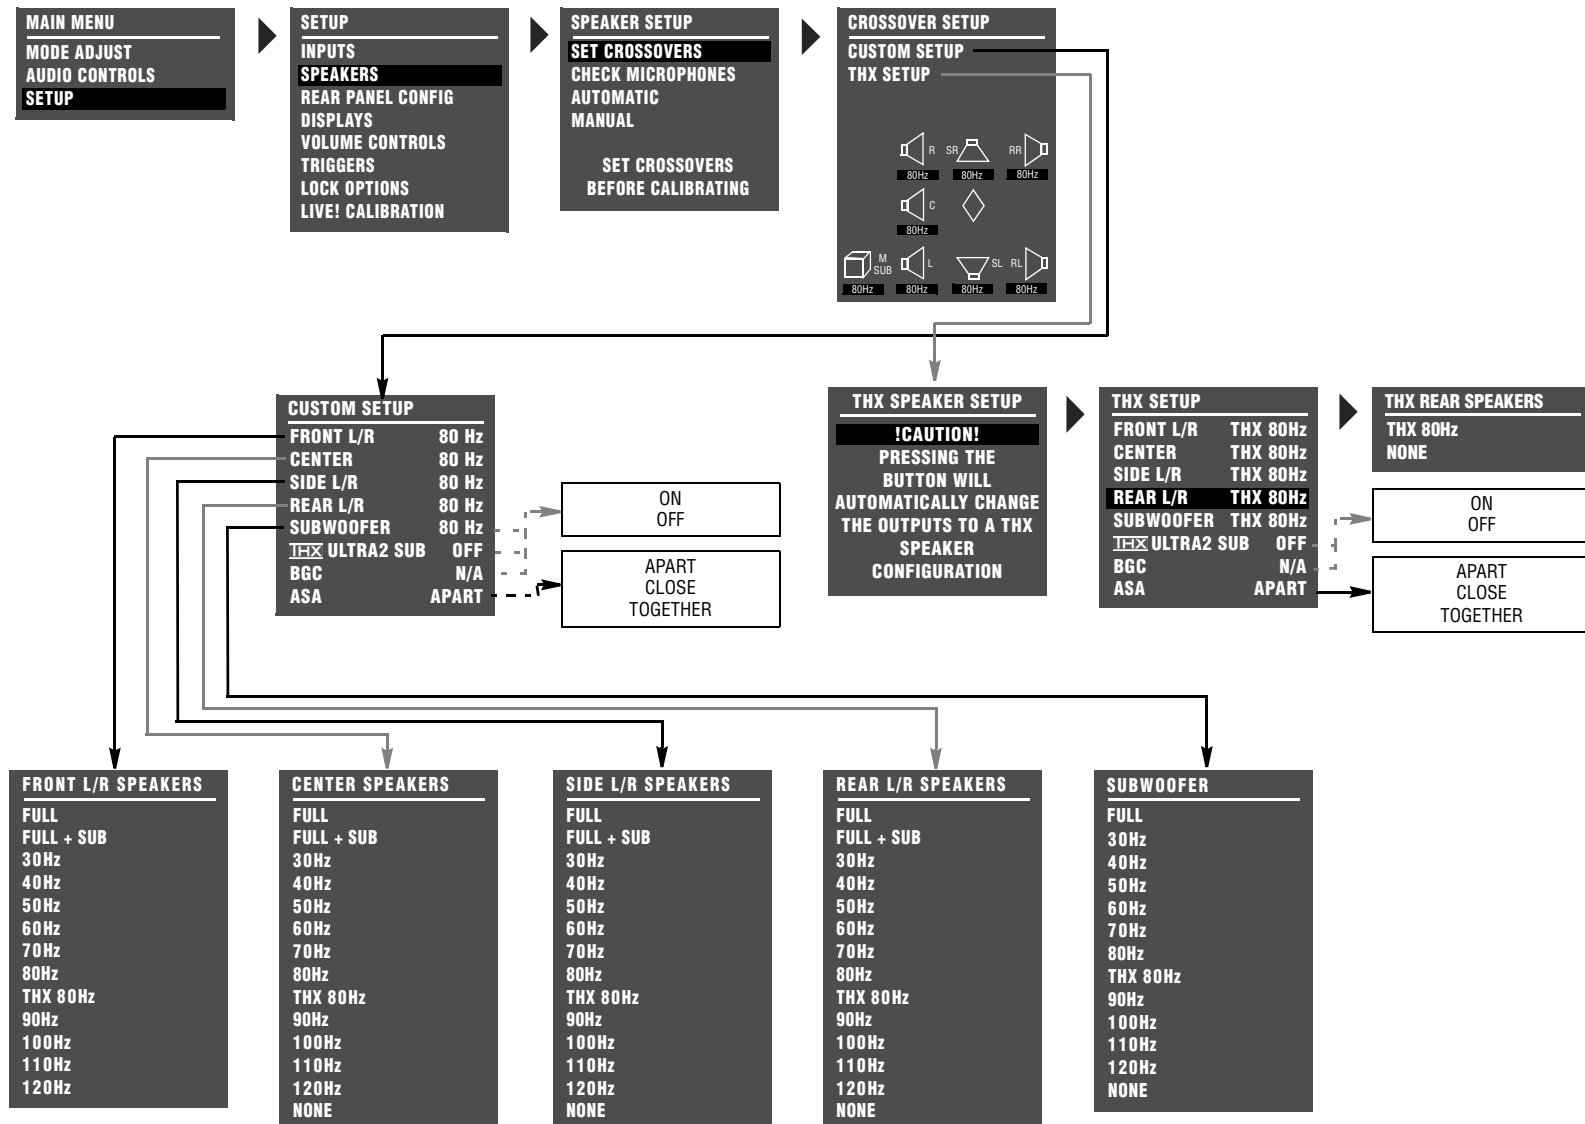 MAIN MENU
MODE ADJUST
AUDIO CONTROLS
SETUP
SETUP
INPUTS
SPEAKERS
REAR PANEL CONFIG
DISPLAYS
VOLUME CONTROLS
TRIGGERS
LOCK OPTIONS
LIVE! CALIBRATION
SPEAKER SETUP
SET CROSSOVERS
CHECK MICROPHONES
AUTOMATIC
MANUAL
SET CROSSOVERS
BEFORE CALIBRATING
CROSSOVER SETUP
CUSTOM SETUP
THX SETUP
R SR RR
80Hz 80Hz 80Hz
C
80Hz
M
SUB L SL RL
80Hz 80Hz 80Hz 80Hz
CUSTOM SETUP
FRONT L/R 80 Hz
CENTER 80 Hz
SIDE L/R 80 Hz
REAR L/R 80 Hz
SUBWOOFER 80 Hz
THX ULTRA2 SUB OFF
BGC N/A
ASA APART
ON
OFF
APART
CLOSE
TOGETHER
THX SPEAKER SETUP
!CAUTION!
PRESSING THE
BUTTON WILL
AUTOMATICALLY CHANGE
THE OUTPUTS TO A THX
SPEAKER
CONFIGURATION
THX SETUP
FRONT L/R THX 80Hz
CENTER THX 80Hz
SIDE L/R THX 80Hz
REAR L/R THX 80Hz
SUBWOOFER THX 80Hz
THX ULTRA2 SUB OFF
BGC N/A
ASA APART
THX REAR SPEAKERS
THX 80Hz
NONE
ON
OFF
APART
CLOSE
TOGETHER
FRONT L/R SPEAKERS
FULL
FULL + SUB
30Hz
40Hz
50Hz
60Hz
70Hz
80Hz
THX 80Hz
90Hz
100Hz
110Hz
120Hz
CENTER SPEAKERS
FULL
FULL + SUB
30Hz
40Hz
50Hz
60Hz
70Hz
80Hz
THX 80Hz
90Hz
100Hz
110Hz
120Hz
NONE
SIDE L/R SPEAKERS
FULL
FULL + SUB
30Hz
40Hz
50Hz
60Hz
70Hz
80Hz
THX 80Hz
90Hz
100Hz
110Hz
120Hz
NONE
REAR L/R SPEAKERS
FULL
FULL + SUB
30Hz
40Hz
50Hz
60Hz
70Hz
80Hz
THX 80Hz
90Hz
100Hz
110Hz
120Hz
NONE
SUBWOOFER
FULL
30Hz
40Hz
50Hz
60Hz
70Hz
80Hz
THX 80Hz
90Hz
100Hz
110Hz
120Hz
NONE